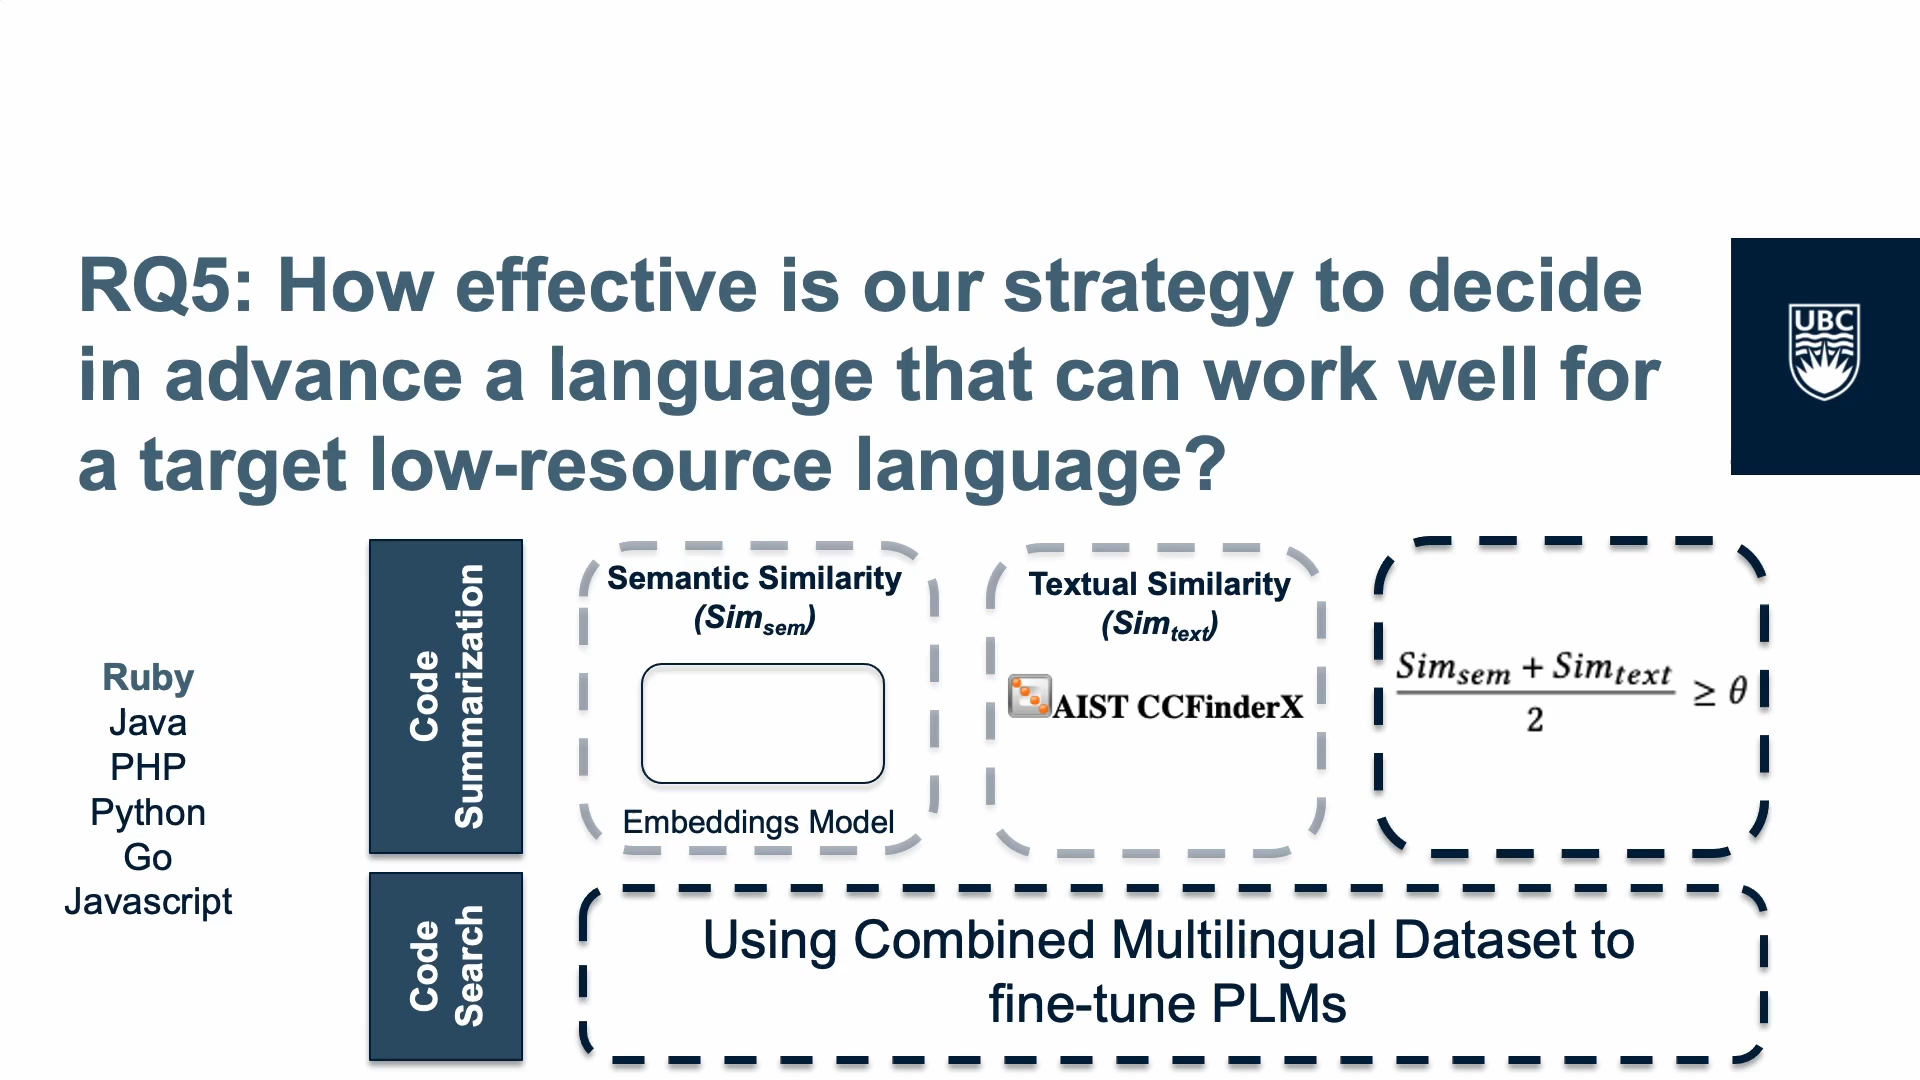 RQ5: How effective is our strategy to decide
in advance a language that can work well for
a target low-resource language?
UBC
Ruby
Java
PHP
Python
Go
Javascript
Code
Summarization
Semantic Similarity
(Simsem)
Embeddings Model
Textual Similarity
(Simtext)
AIST CCFinderX
Simsem + Simtext
2
≥ θ
Code
Search
Using Combined Multilingual Dataset to
fine-tune PLMs